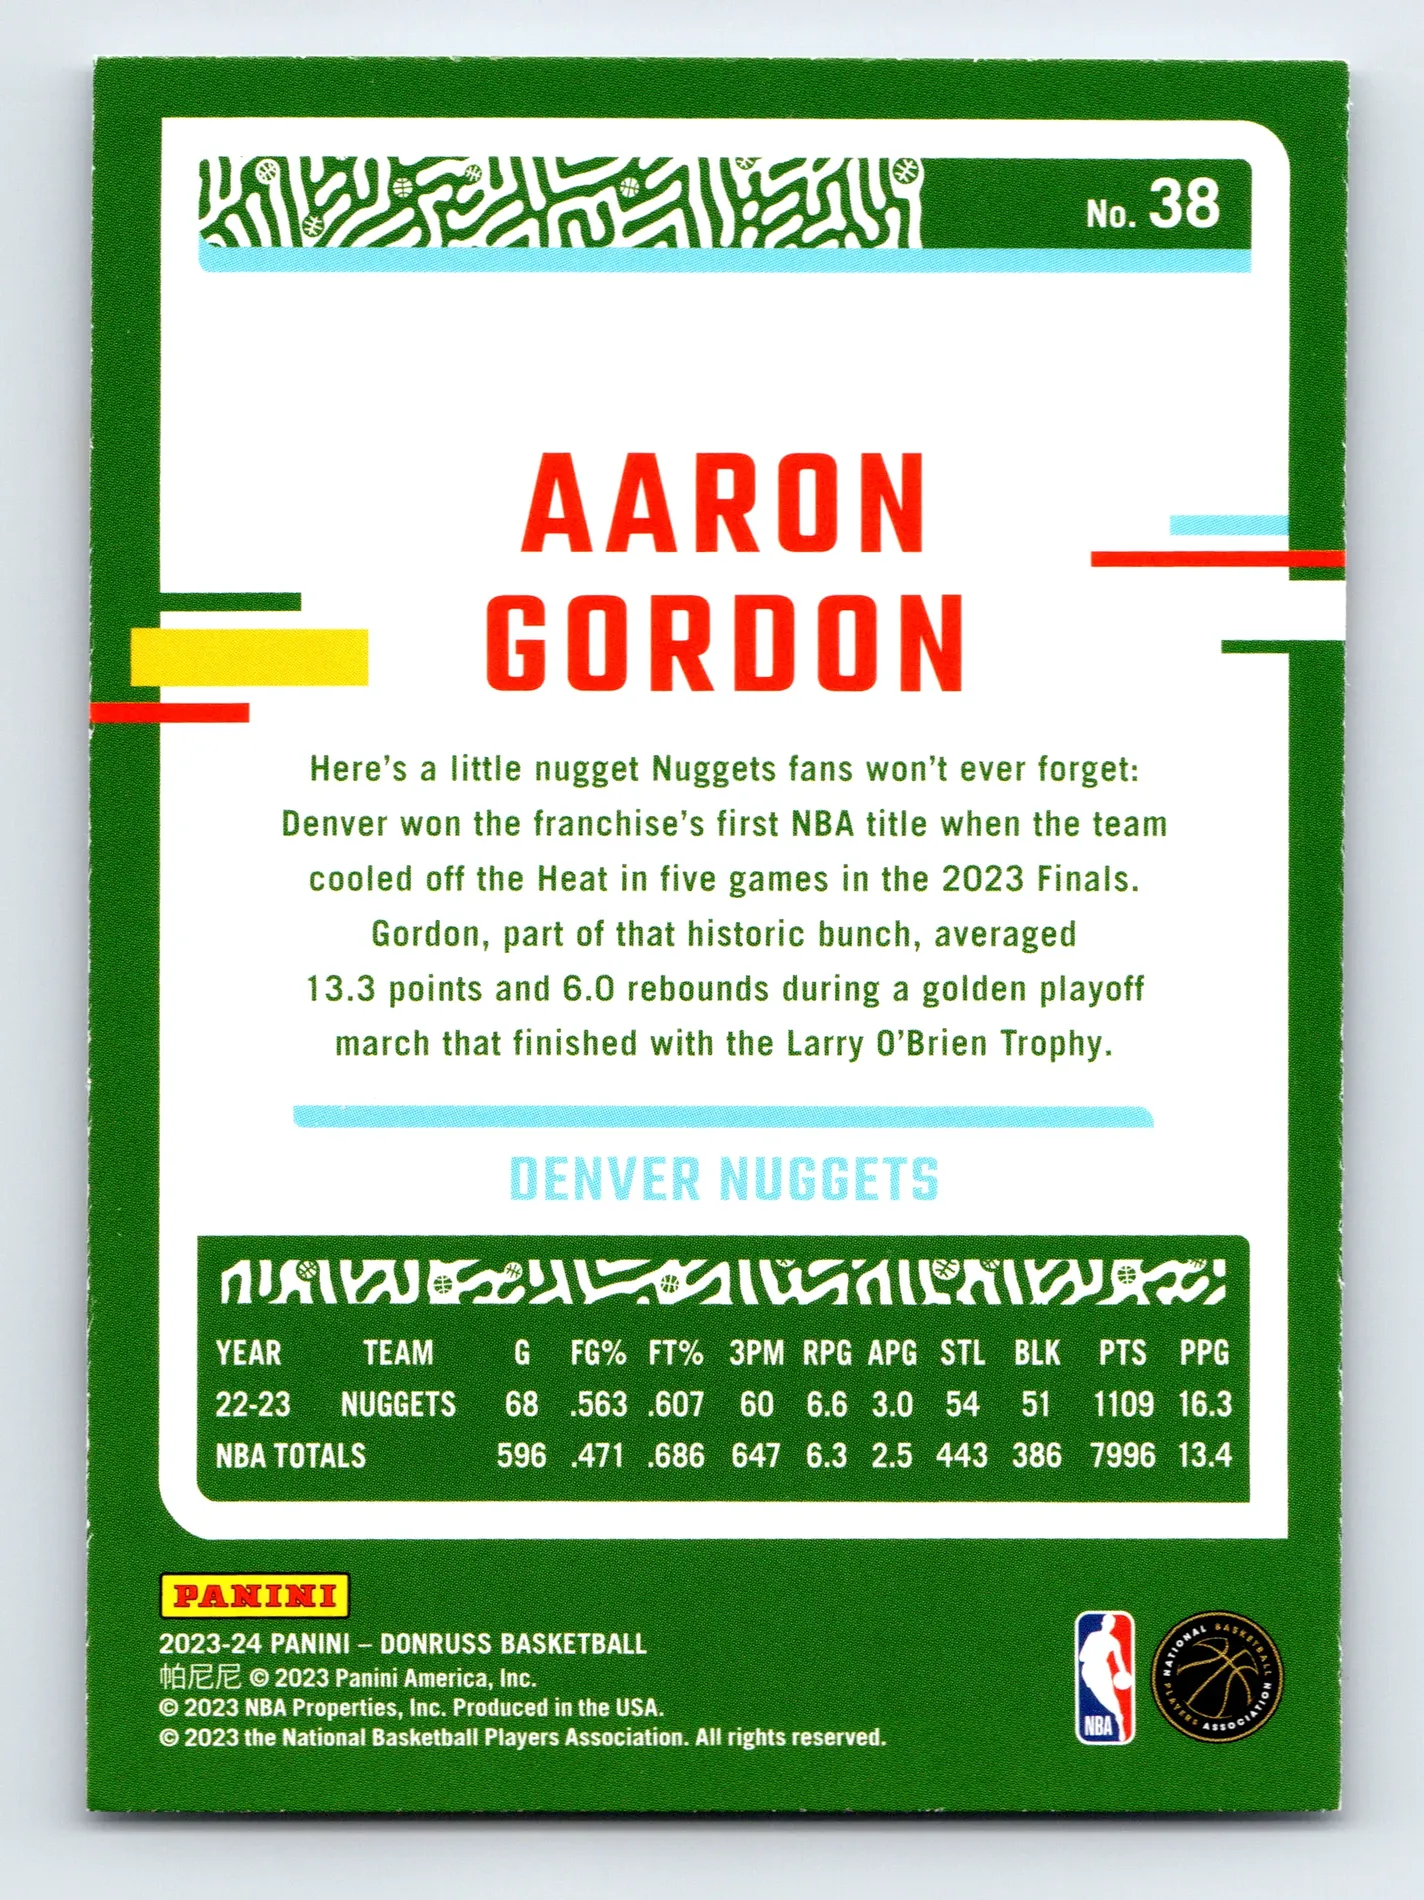 No. 38
AARON
GORDON
Here's a little nugget Nuggets fans won't ever forget:
Denver won the franchise's first NBA title when the team
cooled off the Heat in five games in the 2023 Finals.
Gordon, part of that historic bunch, averaged
13.3 points and 6.0 rebounds during a golden playoff
march that finished with the Larry O'Brien Trophy.
DENVER NUGGETS
YEAR TEAM G FG% FT% 3PM RPG APG STL BLK PTS PPG
22-23 NUGGETS 68 .563 .607 60 6.6 3.0 54 51 1109 16.3
NBA TOTALS 596 .471 .686 647 6.3 2.5 443 386 7996 13.4
PANINI
2023-24 PANINI – DONRUSS BASKETBALL
帕尼尼 © 2023 Panini America, Inc.
© 2023 NBA Properties, Inc. Produced in the USA.
© 2023 the National Basketball Players Association. All rights reserved.
NBA
NATIONAL BASKETBALL PLAYERS ASSOCIATION